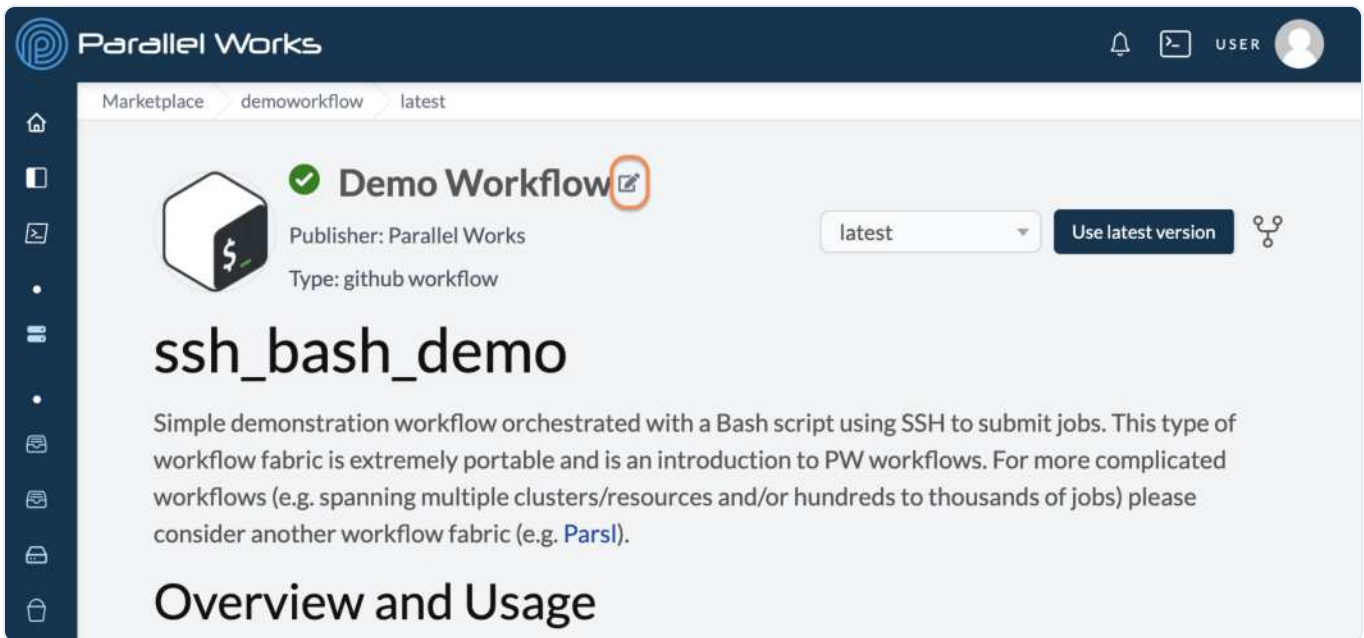 Parallel Works
USER
Marketplace demoworkflow latest
Demo Workflow
Publisher: Parallel Works
Type: github workflow
latest
Use latest version
$_
ssh_bash_demo
Simple demonstration workflow orchestrated with a Bash script using SSH to submit jobs. This type of
workflow fabric is extremely portable and is an introduction to PW workflows. For more complicated
workflows (e.g. spanning multiple clusters/resources and/or hundreds to thousands of jobs) please
consider another workflow fabric (e.g. Parsl).
Overview and Usage